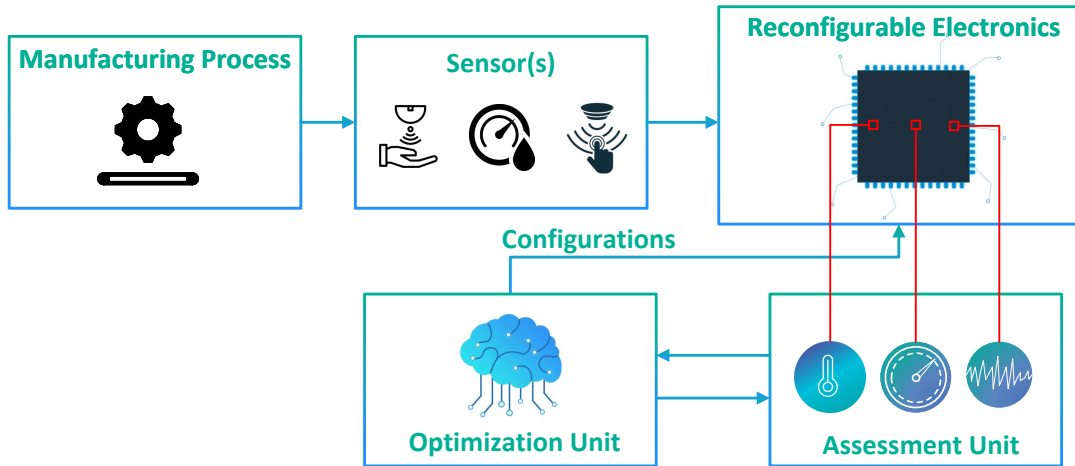 Manufacturing Process
Sensor(s)
Reconfigurable Electronics
Configurations
Optimization Unit
Assessment Unit